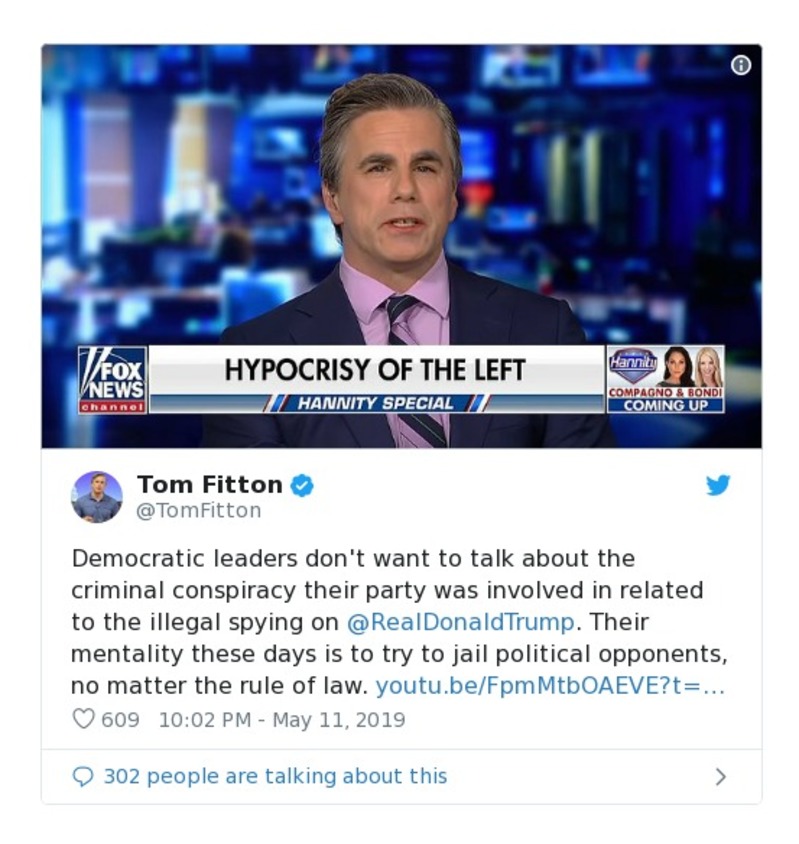 FOX
NEWS
channel
HYPOCRISY OF THE LEFT
HANNITY SPECIAL
Hannity
COMPAGNO & BONDI
COMING UP
Tom Fitton
@TomFitton
Democratic leaders don't want to talk about the
criminal conspiracy their party was involved in related
to the illegal spying on @RealDonaldTrump. Their
mentality these days is to try to jail political opponents,
no matter the rule of law. youtu.be/FpmMtbOAEVE?t=...
609 10:02 PM - May 11, 2019
302 people are talking about this